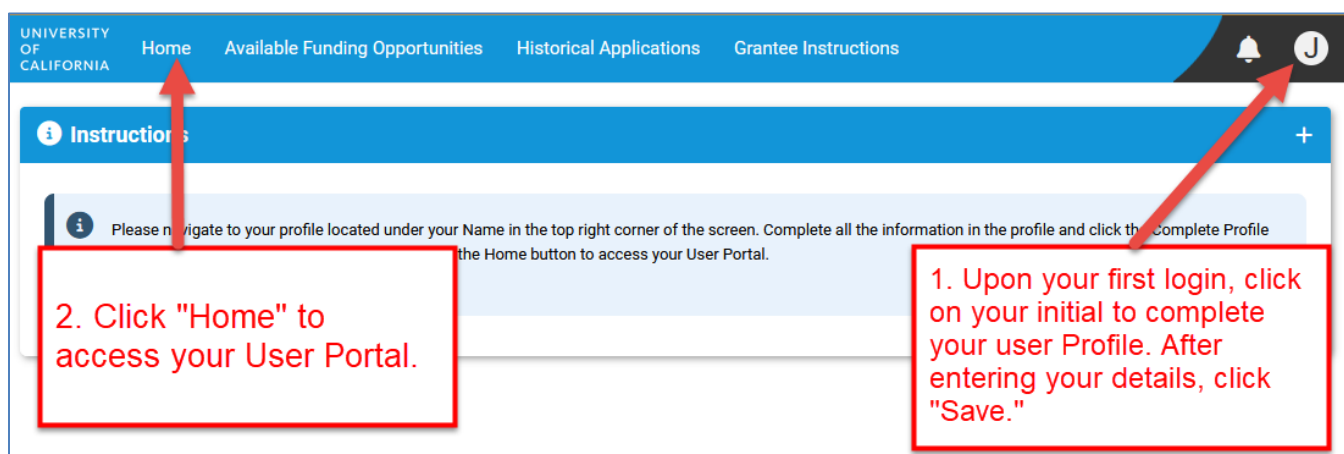 UNIVERSITY
OF
CALIFORNIA
Home Available Funding Opportunities Historical Applications Grantee Instructions
J
Instructions
Please navigate to your profile located under your Name in the top right corner of the screen. Complete all the information in the profile and click the Complete Profile
the Home button to access your User Portal.
2. Click "Home" to
access your User Portal.
1. Upon your first login, click
on your initial to complete
your user Profile. After
entering your details, click
"Save."